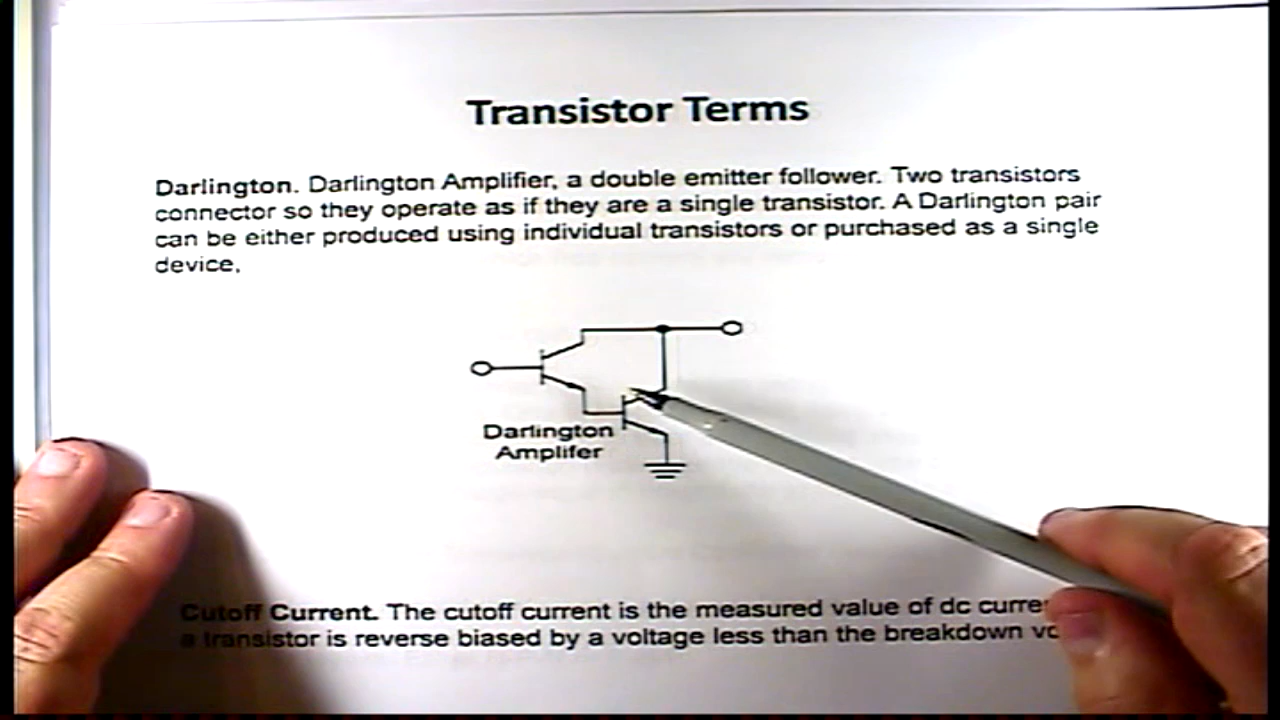 Transistor Terms
Darlington. Darlington Amplifier, a double emitter follower. Two transistors
connector so they operate as if they are a single transistor. A Darlington pair
can be either produced using individual transistors or purchased as a single
device,
Darlington
Amplifer
Cutoff Current. The cutoff current is the measured value of dc
a transistor is reverse biased by a voltage less than the breakdown